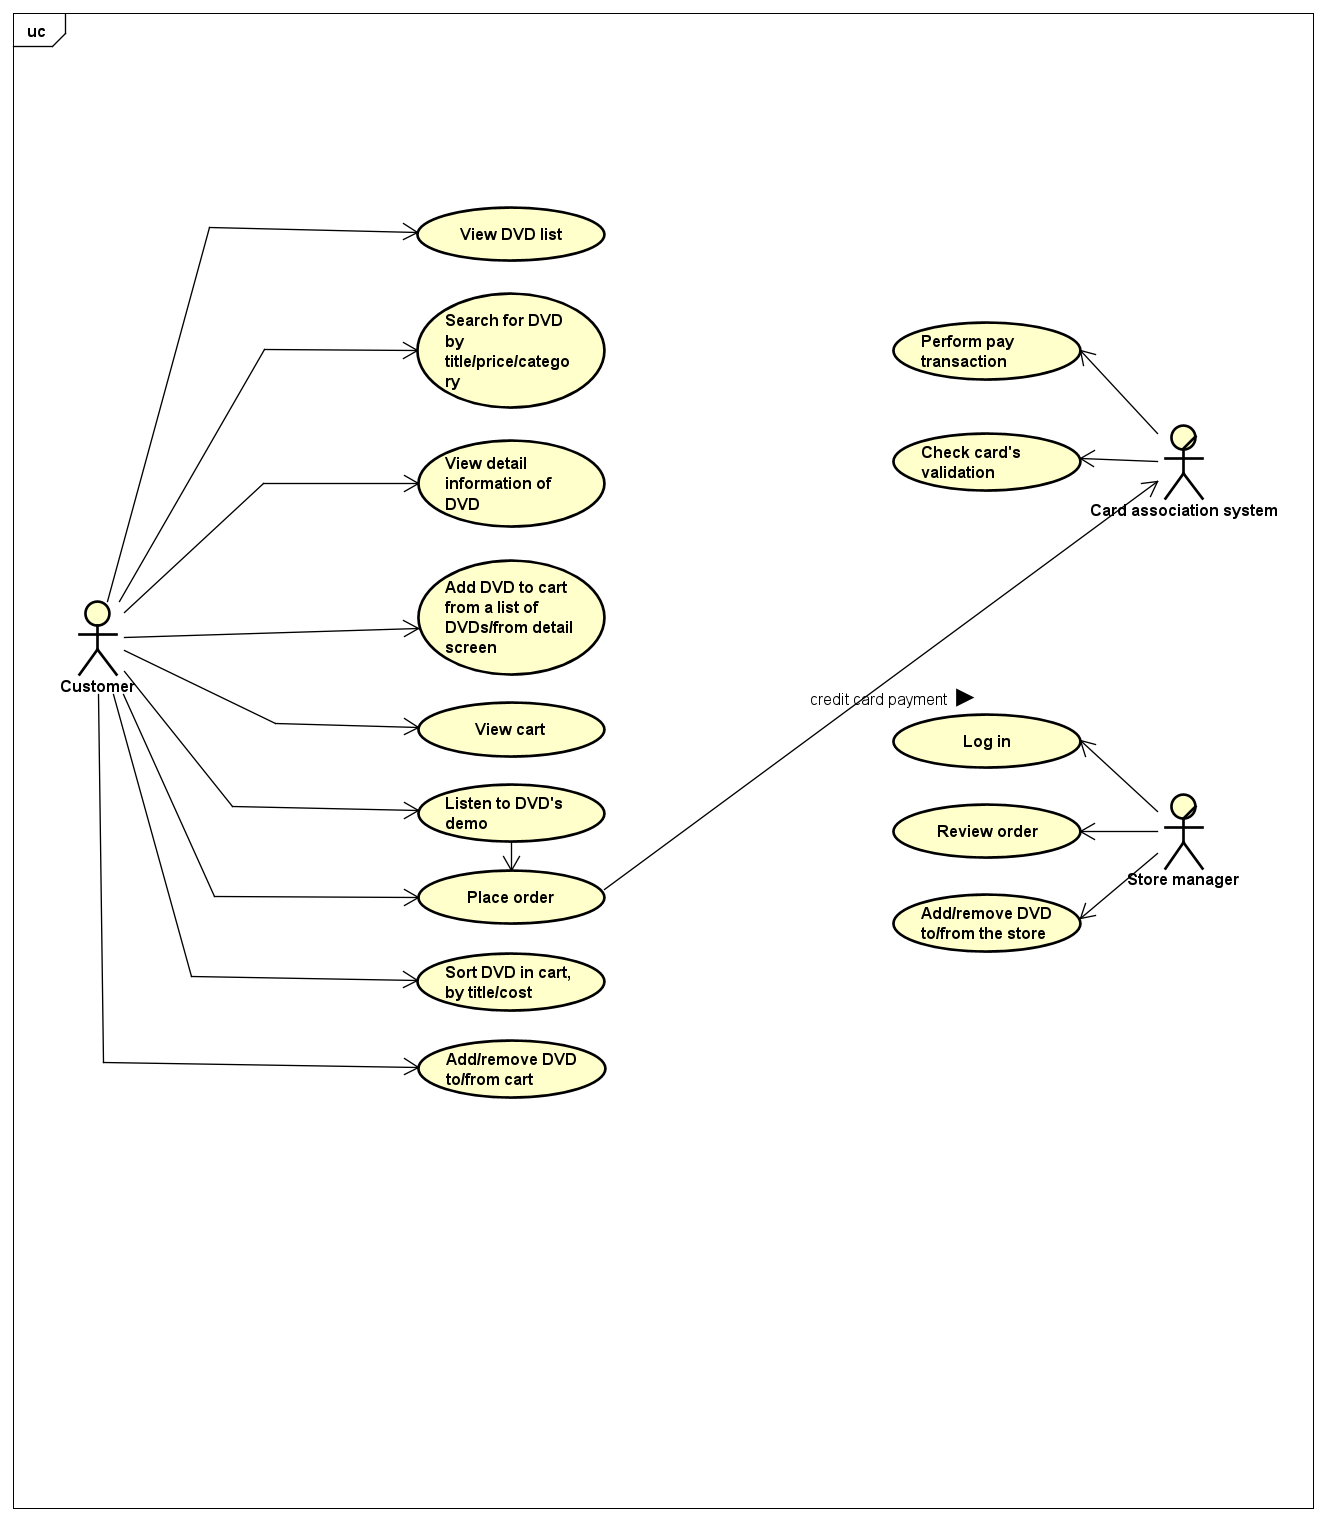 uc
View DVD list
Search for DVD
by
title/price/catego
ry
View detail
information of
DVD
Add DVD to cart
from a list of
DVDs/from detail
screen
Customer
View cart
Listen to DVD's
demo
Place order
Sort DVD in cart,
by title/cost
Add/remove DVD
to/from cart
Perform pay
transaction
Check card's
validation
Card association system
credit card payment
Log in
Review order
Store manager
Add/remove DVD
to/from the store